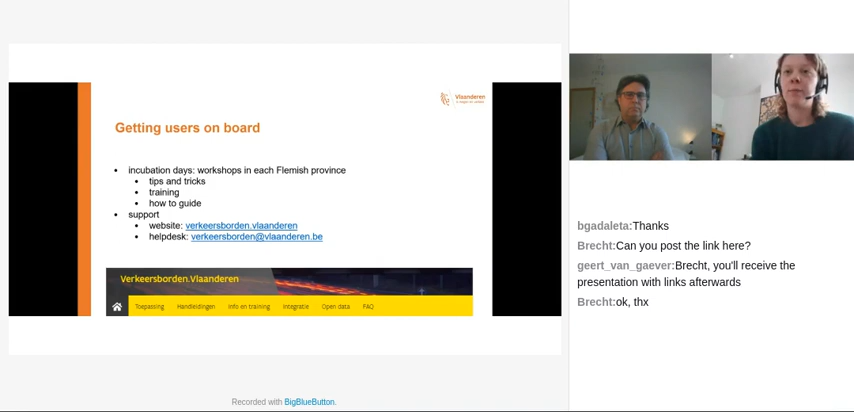 Vlaanderen
Getting users on board
• incubation days: workshops in each Flemish province
• tips and tricks
• training
• how to guide
• support
• website: verkeersborden.vlaanderen
• helpdesk: verkeersborden@vlaanderen.be
Verkeersborden.Vlaanderen
Toepassing Handleidingen Info en training Integratie Open data FAQ
Recorded with BigBlueButton.
bgadaleta:Thanks
Brecht:Can you post the link here?
geert_van_gaever:Brecht, you'll receive the
presentation with links afterwards
Brecht:ok, thx